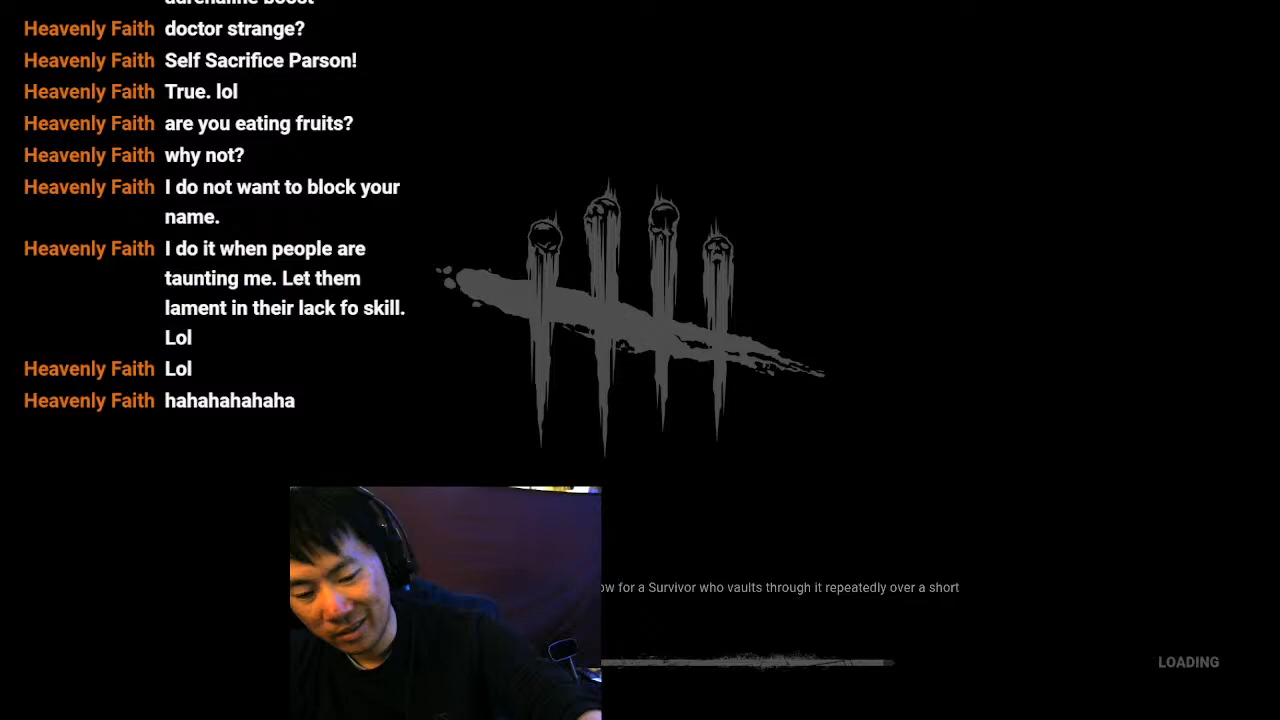 adrenaline boost
Heavenly Faith doctor strange?
Heavenly Faith Self Sacrifice Parson!
Heavenly Faith True. lol
Heavenly Faith are you eating fruits?
Heavenly Faith why not?
Heavenly Faith I do not want to block your
name.
Heavenly Faith I do it when people are
taunting me. Let them
lament in their lack fo skill.
Lol
Heavenly Faith Lol
Heavenly Faith hahahahahaha
for a Survivor who vaults through it repeatedly over a short
LOADING